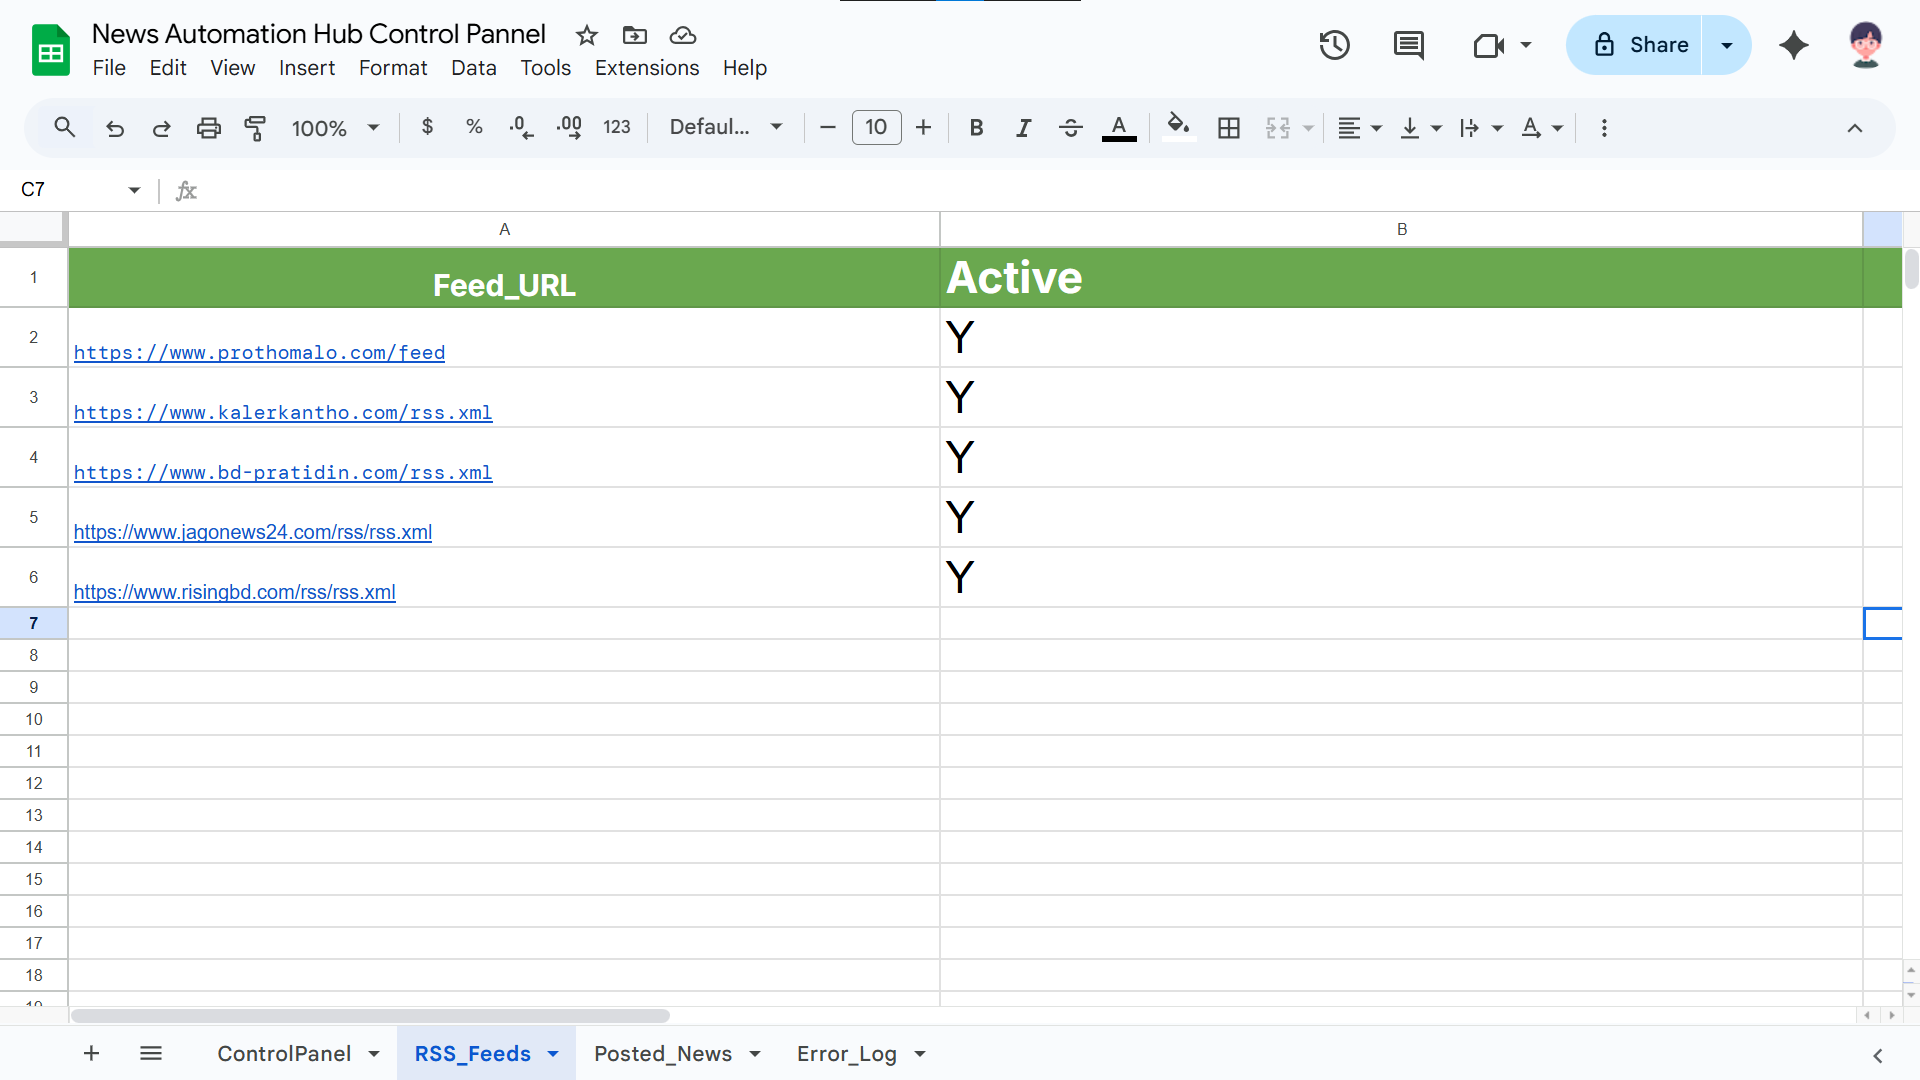 News Automation Hub Control Pannel
File Edit View Insert Format Data Tools Extensions Help
Share
100% $ % .0 .00 123 Defaul... 10 B I A A
C7 fx
A B
1 Feed_URL Active
2 https://www.prothomalo.com/feed Y
3 https://www.kalerkantho.com/rss.xml Y
4 https://www.bd-pratidin.com/rss.xml Y
5 https://www.jagonews24.com/rss/rss.xml Y
6 https://www.risingbd.com/rss/rss.xml Y
7
8
9
10
11
12
13
14
15
16
17
18
19
ControlPanel RSS_Feeds Posted_News Error_Log